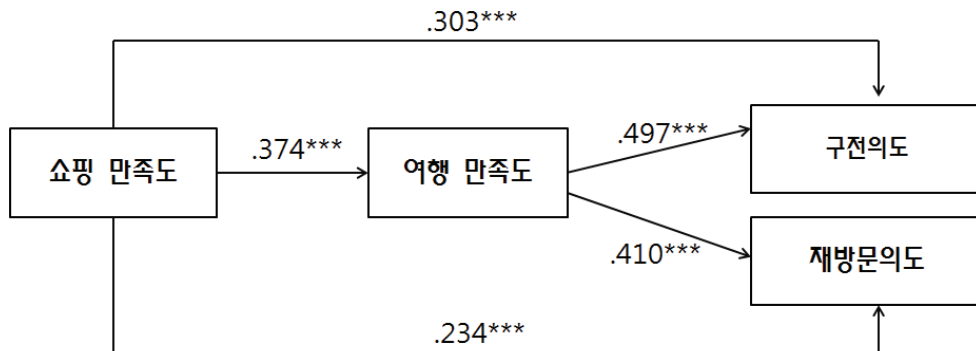 .303***
쇼핑 만족도
.374***
여행 만족도
.497***
구전의도
.410***
재방문의도
.234***